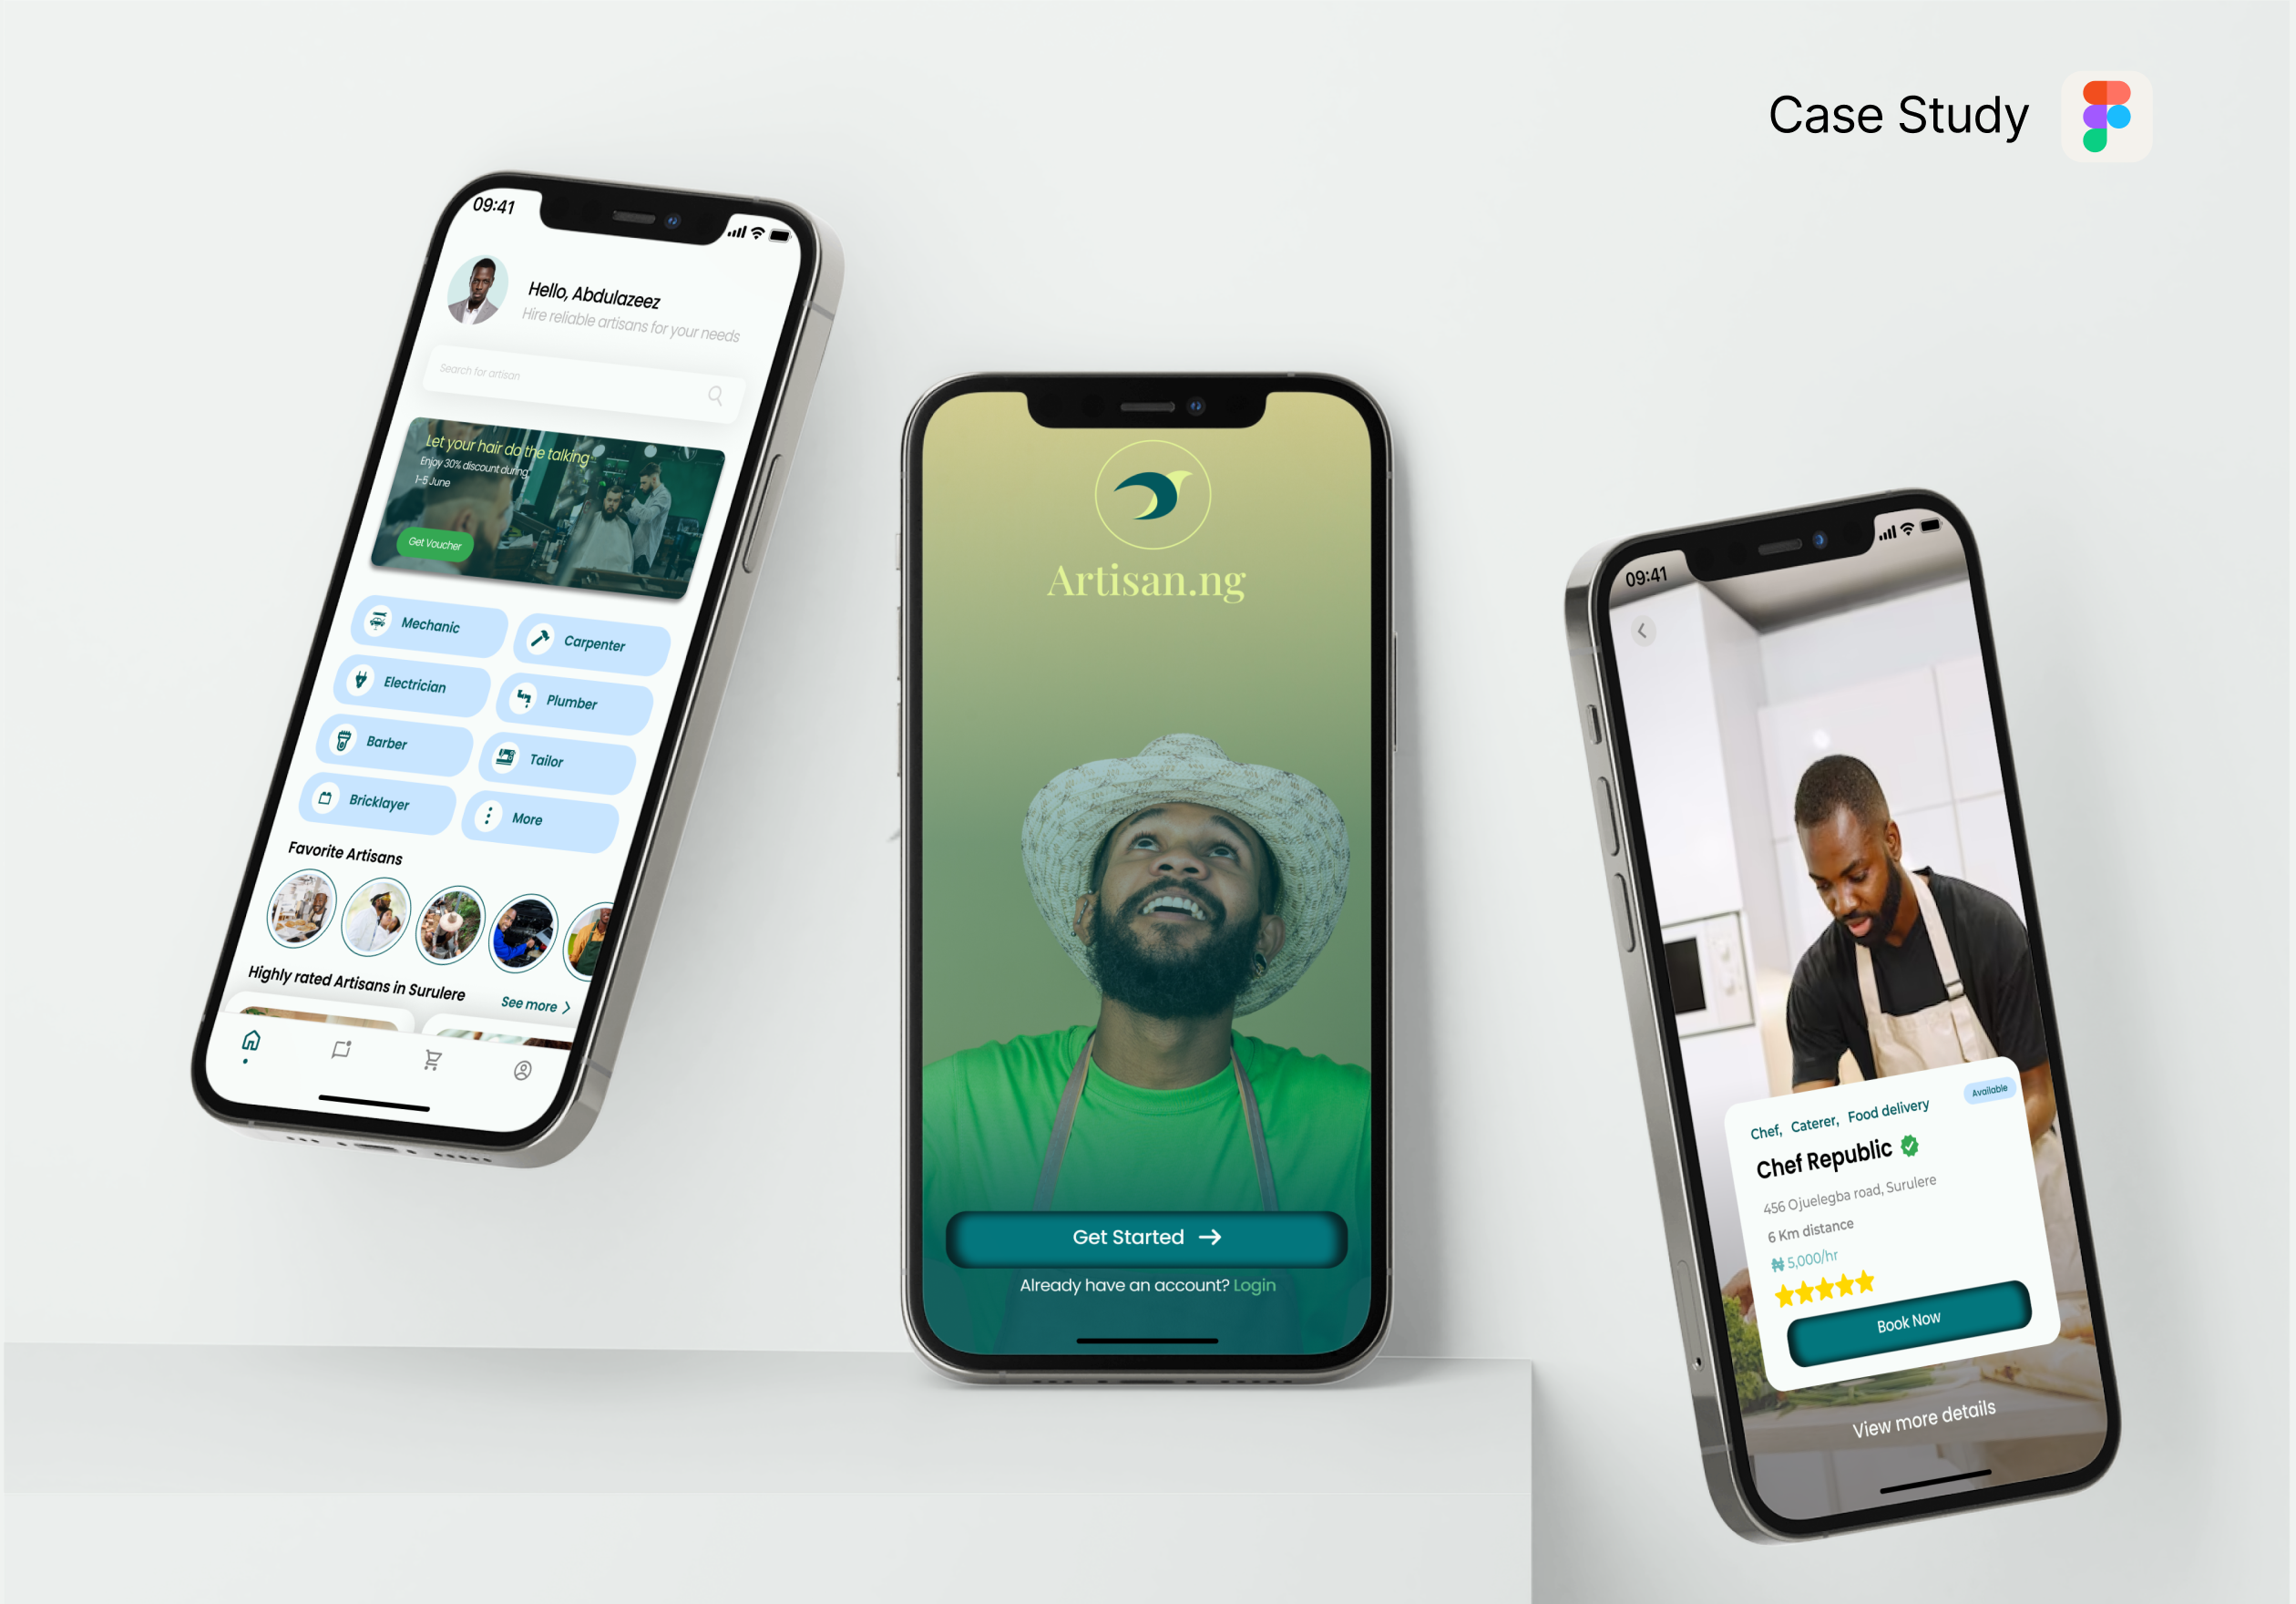 Case Study
09:41
Hello, Abdulazeez
Hire reliable artisans for your needs
Search for artisan
Let your hair do the talking
Enjoy 30% discount during,
1-5 June
Get Voucher
Mechanic
Carpenter
Electrician
Plumber
Barber
Tailor
Bricklayer
More
Favorite Artisans
Highly rated Artisans in Surulere
See more
Artisan.ng
Get Started
Already have an account? Login
09:41
Available
Chef, Caterer, Food delivery
Chef Republic
456 Ojuelegba road, Surulere
6 Km distance
₦ 5,000/hr
Book Now
View more details